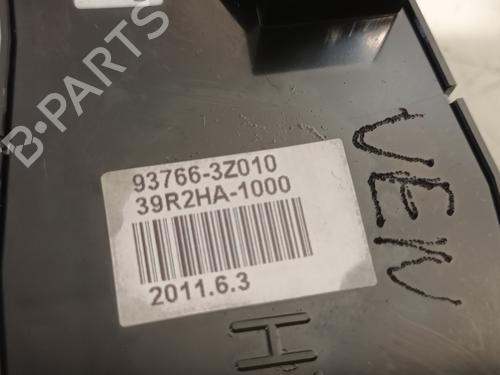 93766-3Z010
39R2HA-1000
2011.6.3
VEN
H
B-PARTS